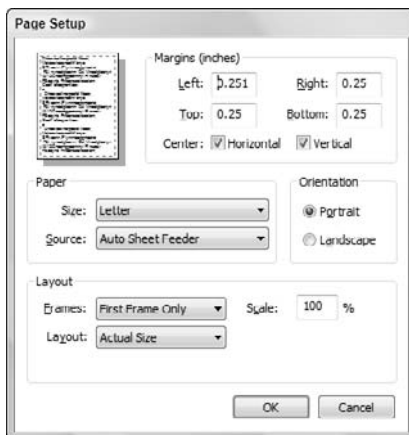 Page Setup
Margins (inches)
Left: 0.251 Right: 0.25
Top: 0.25 Bottom: 0.25
Center: Horizontal Vertical
Paper
Size: Letter
Source: Auto Sheet Feeder
Orientation
Portrait
Landscape
Layout
Frames: First Frame Only Scale: 100 %
Layout: Actual Size
OK Cancel